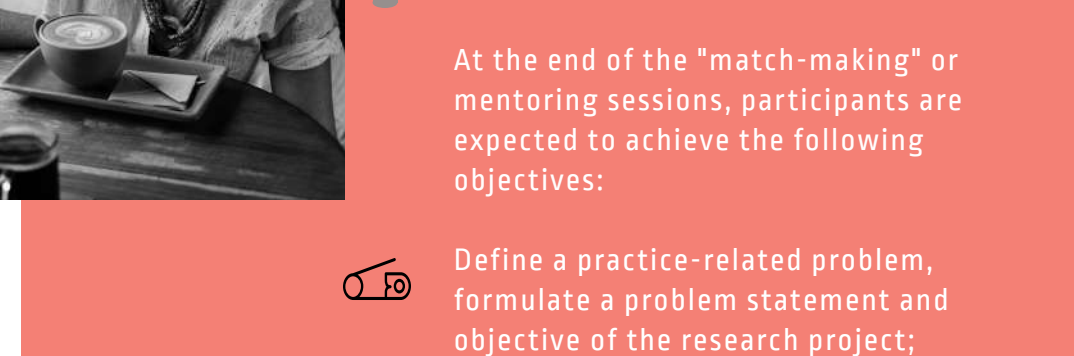 At the end of the "match-making" or
mentoring sessions, participants are
expected to achieve the following
objectives:
Define a practice-related problem,
formulate a problem statement and
objective of the research project;